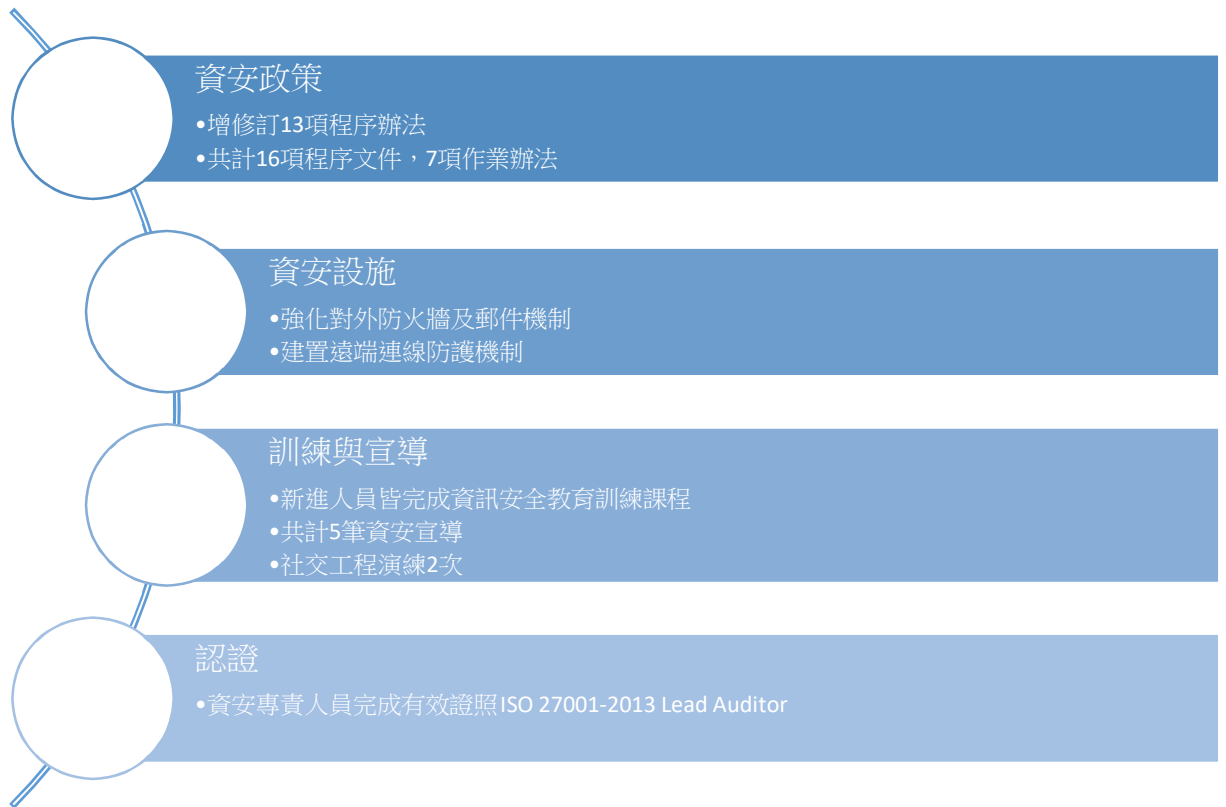 資安政策
•增修訂13項程序辦法
•共計16項程序文件，7項作業辦法
資安設施
•強化對外防火牆及郵件機制
•建置遠端連線防護機制
訓練與宣導
•新進人員皆完成資訊安全教育訓練課程
•共計5筆資安宣導
•社交工程演練2次
認證
•資安專責人員完成有效證照ISO 27001-2013 Lead Auditor